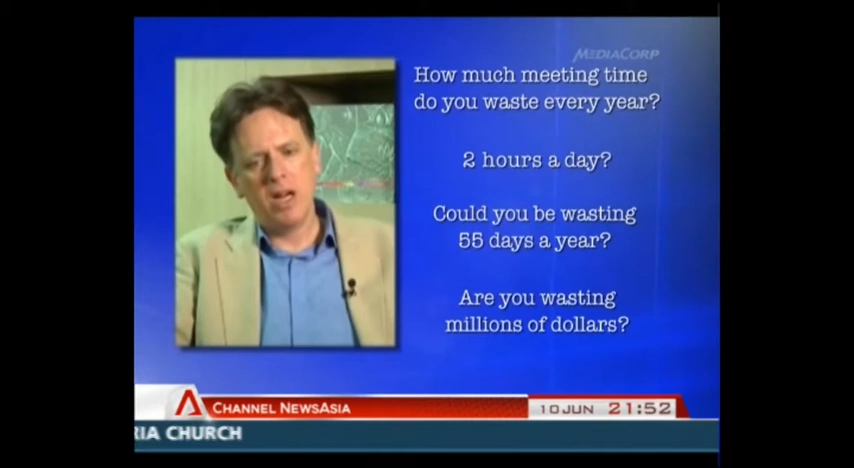 MEDIACORP
How much meeting time
do you waste every year?
2 hours a day?
Could you be wasting
55 days a year?
Are you wasting
millions of dollars?
CHANNEL NEWSASIA
10 JUN 21:52
RIA CHURCH